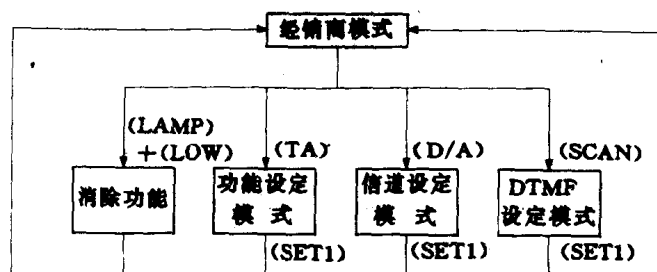 经销商模式
(LAMP)
+(LOW)
(TA)
(D/A)
(SCAN)
消除功能
功能设定
模式
信道设定
模式
DTMF
设定模式
(SET1)
(SET1)
(SET1)